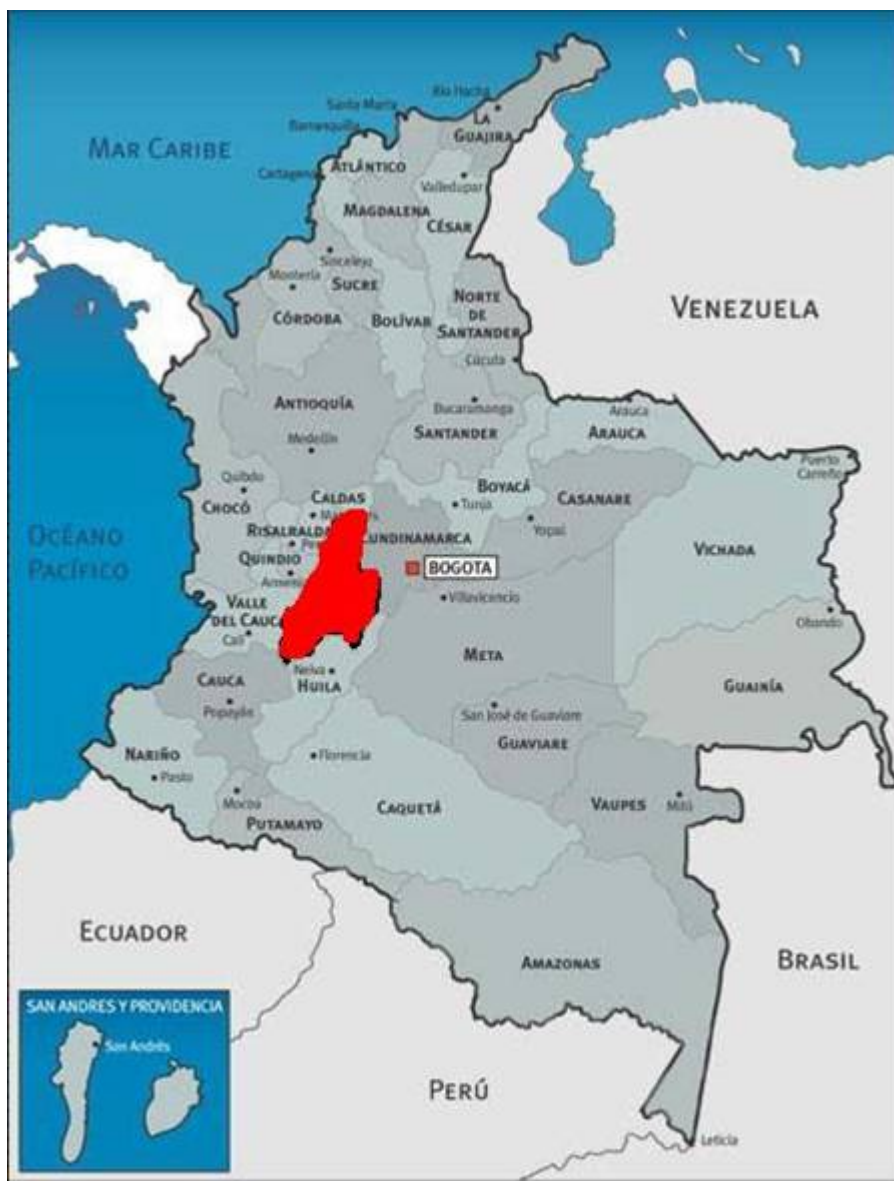 Rio Hacha
Santa Marta
LA
GUAJIRA
Barranquilla
MAR CARIBE
ATLÁNTICO
Cartagena
Valledupar
MAGDALENA
CÉSAR
Sincelejo
Montería
SUCRE
NORTE
DE
SANTANDER
VENEZUELA
CÓRDOBA
BOLÍVAR
Cúcuta
ANTIOQUÍA
Bucaramanga
Arauca
SANTANDER
ARAUCA
Medellín
Puerto
Carreño
Quibdo
BOYACÁ
CALDAS
CASANARE
CHOCÓ
Tunja
RISALRALDA
Yopal
CUNDINAMARCA
VICHADA
OCÉANO
PACÍFICO
QUINDIO
BOGOTA
VALLE
DEL CAUCA
Villavicencio
Obando
Cali
META
Neiva
CAUCA
HUILA
GUAINÍA
Popayán
San José de Guaviare
GUAVIARE
NARIÑO
Florencia
Pasto
Mocoa
CAQUETÁ
VAUPES
Mitú
PUTAMAYO
ECUADOR
AMAZONAS
BRASIL
SAN ANDRES Y PROVIDENCIA
San Andrés
PERÚ
Leticia